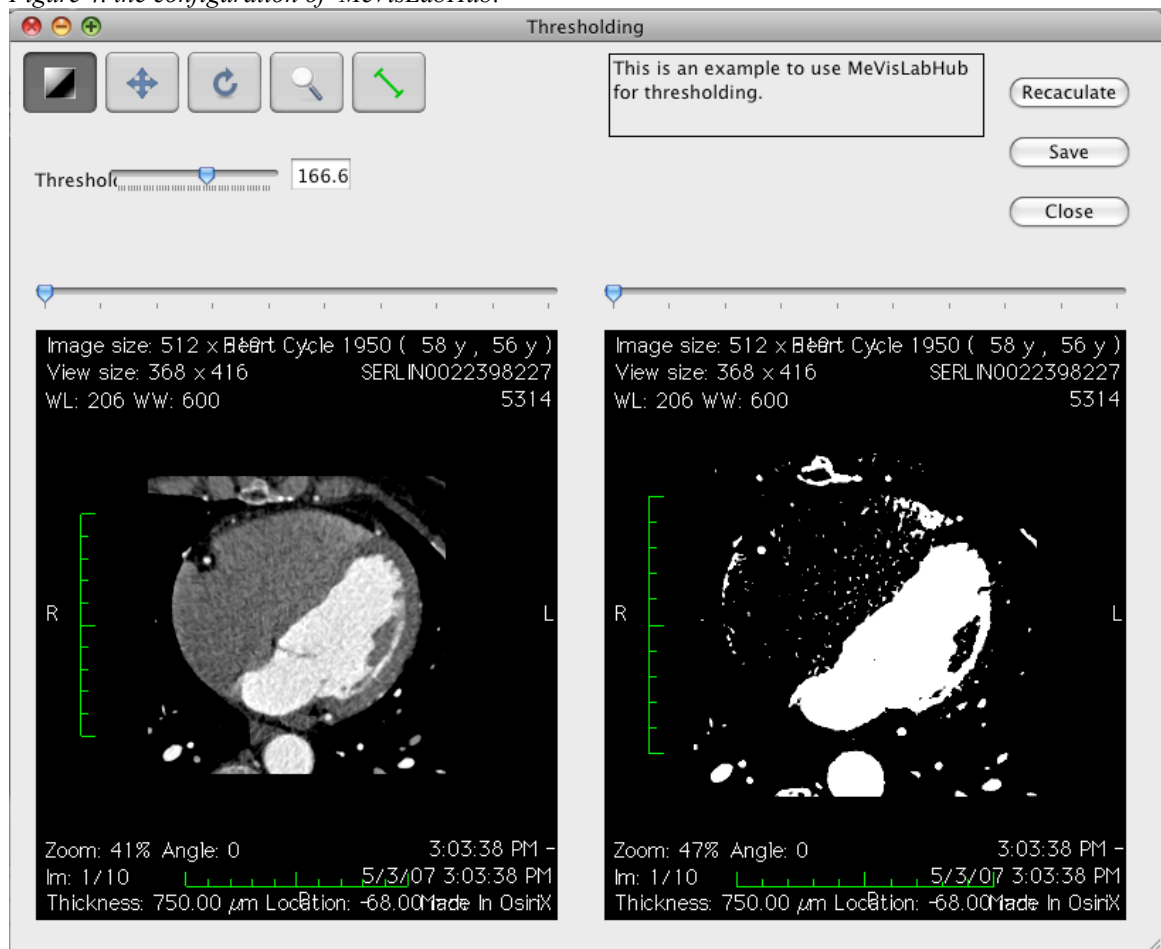 Figure 4. the configuration of MeVisLabHub.
Thresholding
This is an example to use MeVisLabHub
for thresholding.
Recaculate
Save
Close
Threshol
166.6
Image size: 512 x Heart Cycle 1950 ( 58 y , 56 y )
View size: 368 x 416 SERLIN0022398227
WL: 206 WW: 600 5314
R L
Zoom: 41% Angle: 0 3:03:38 PM -
Im: 1/10 5/3/07 3:03:38 PM
Thickness: 750.00 µm Location: -68.00 Made In OsiriX
Image size: 512 x Heart Cycle 1950 ( 58 y , 56 y )
View size: 368 x 416 SERLIN0022398227
WL: 206 WW: 600 5314
R L
Zoom: 47% Angle: 0 3:03:38 PM -
Im: 1/10 5/3/07 3:03:38 PM
Thickness: 750.00 µm Location: -68.00 Made In OsiriX